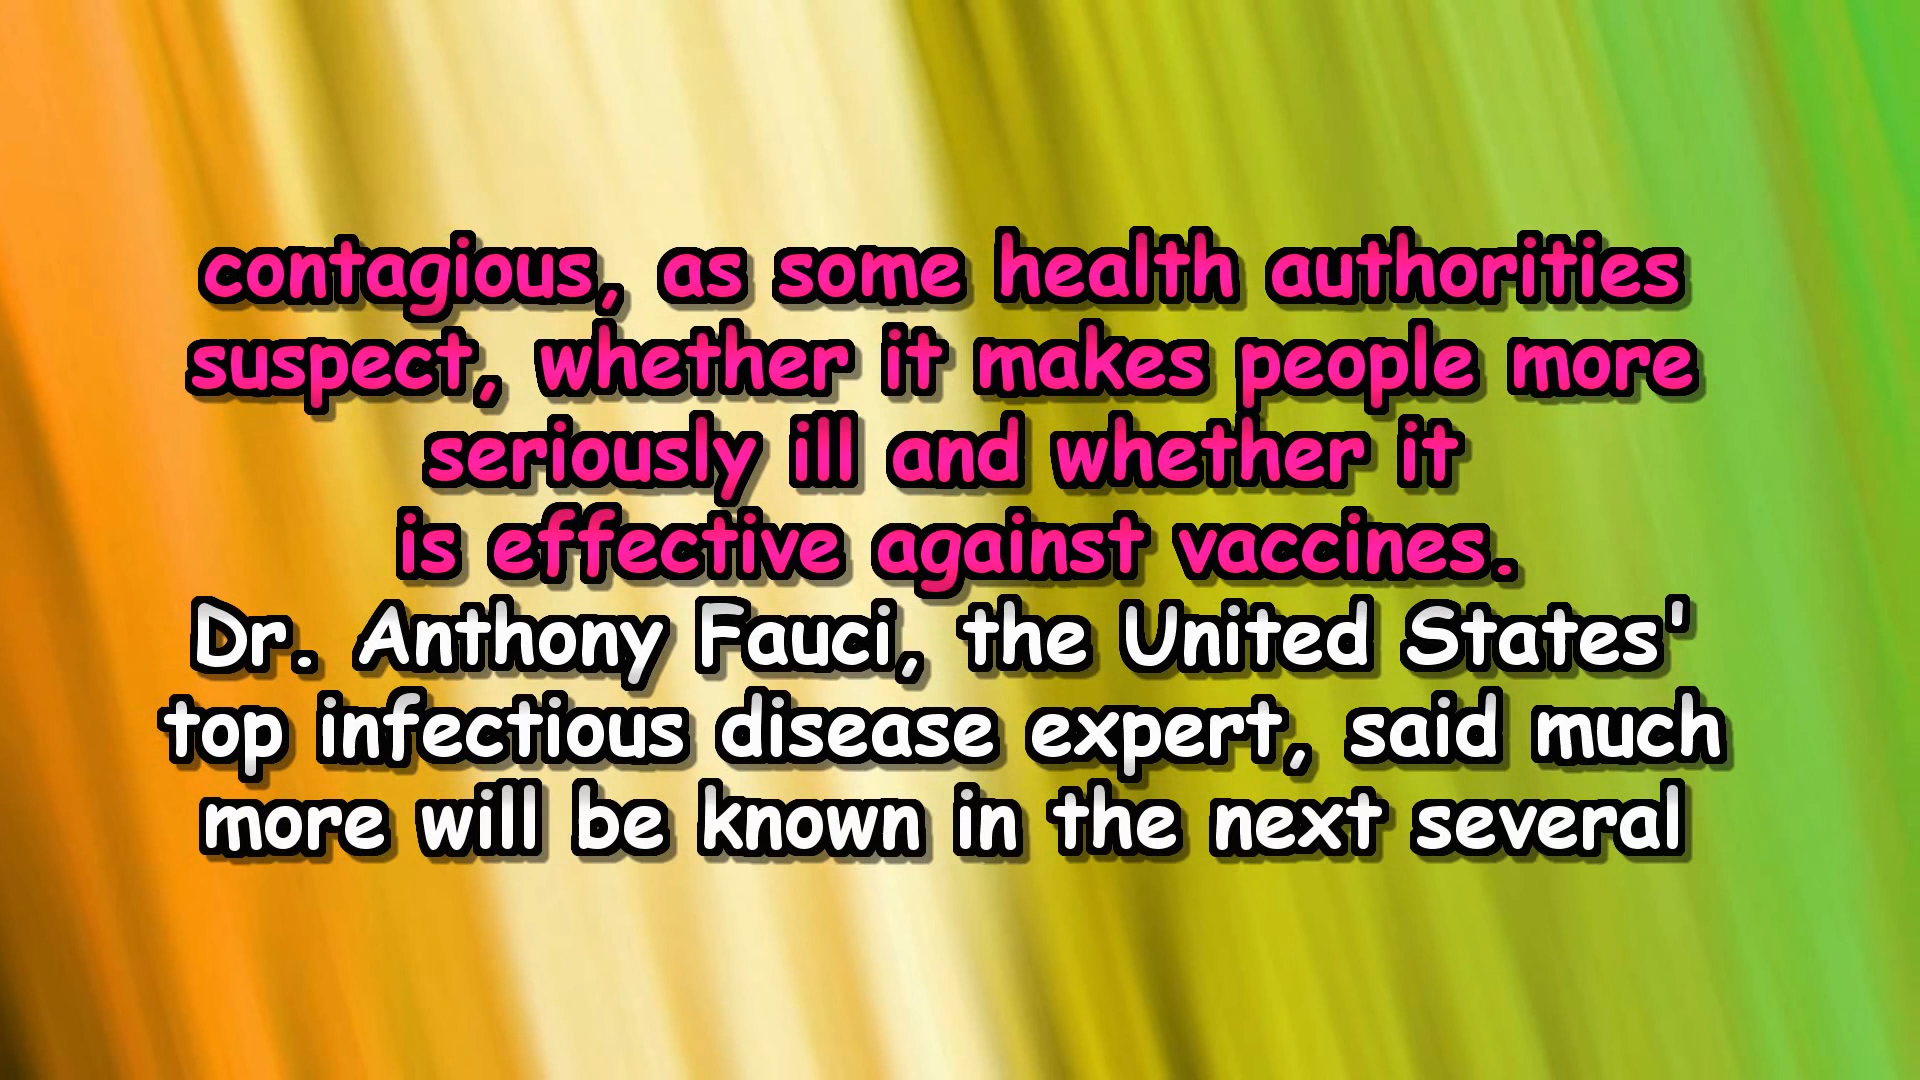 contagious, as some health authorities
suspect, whether it makes people more
seriously ill and whether it
is effective against vaccines.
Dr. Anthony Fauci, the United States'
top infectious disease expert, said much
more will be known in the next several